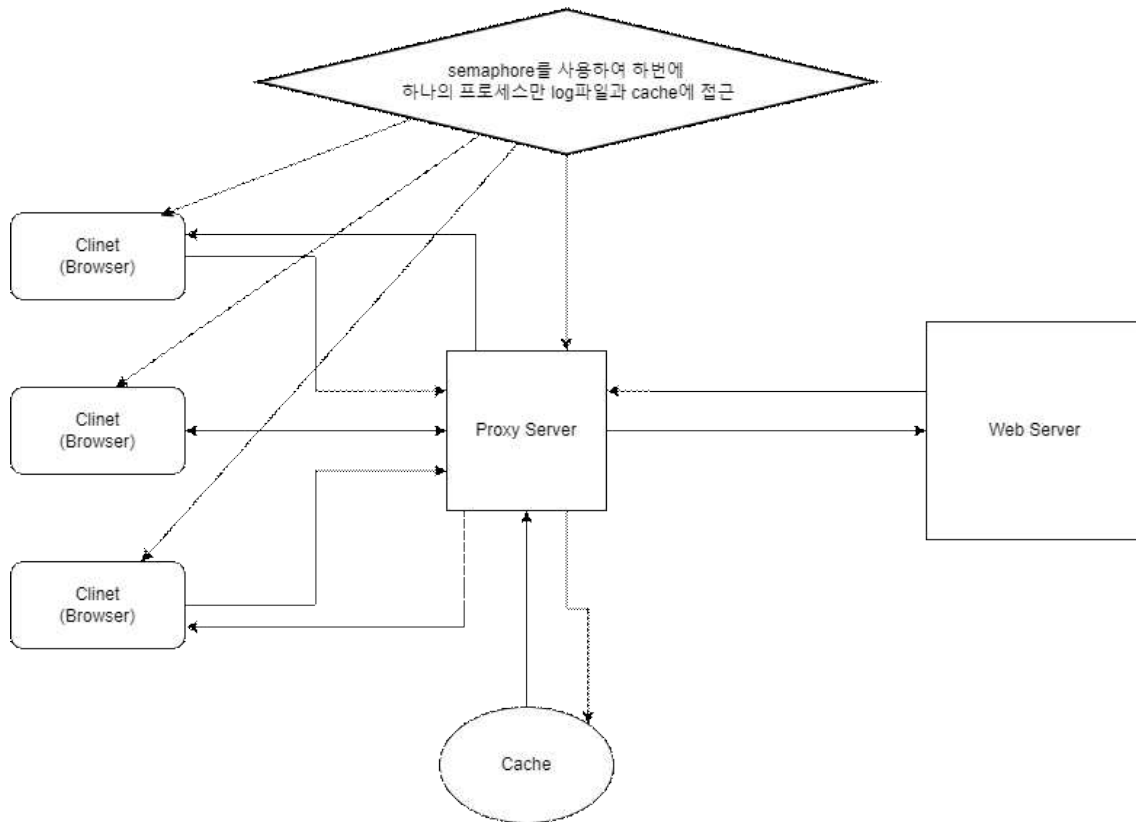 semaphore를 사용하여 하번에
하나의 프로세스만 log파일과 cache에 접근
Clinet
(Browser)
Clinet
(Browser)
Proxy Server
Web Server
Clinet
(Browser)
Cache